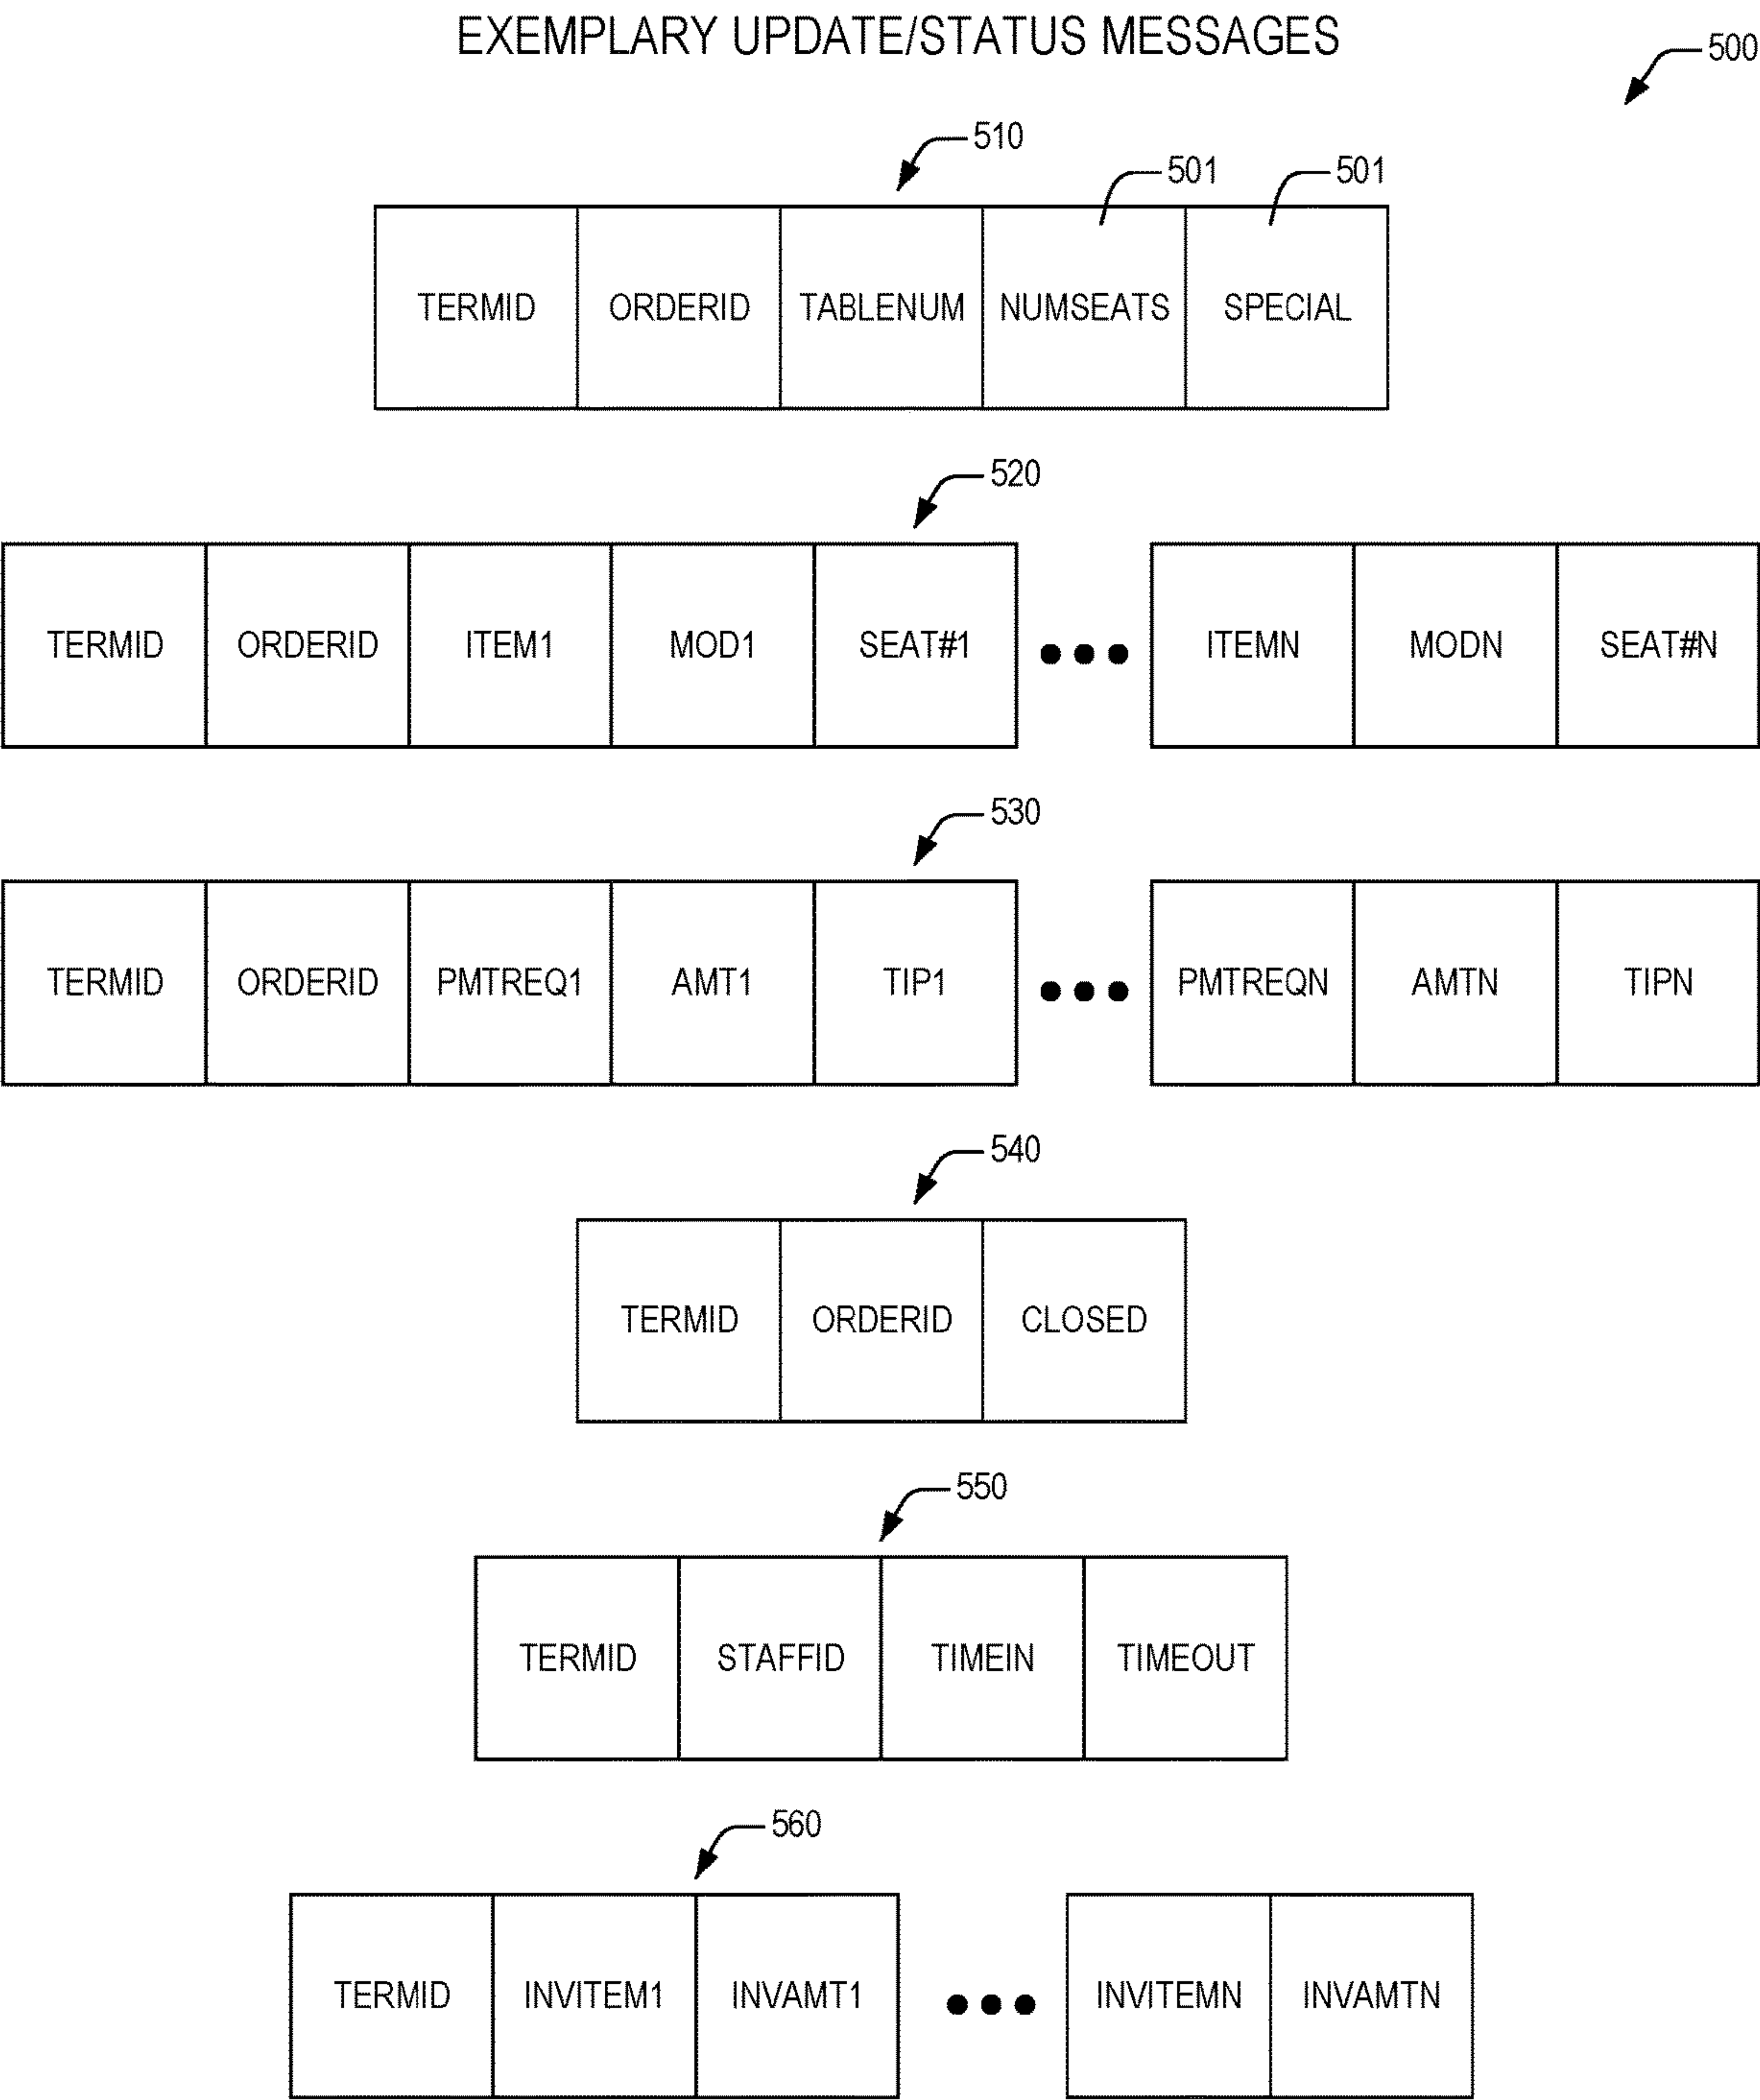 EXEMPLARY UPDATE/STATUS MESSAGES
500
510
501 501
TERMID ORDERID TABLENUM NUMSEATS SPECIAL
520
TERMID ORDERID ITEM1 MOD1 SEAT#1 ●●● ITEMN MODN SEAT#N
530
TERMID ORDERID PMTREQ1 AMT1 TIP1 ●●● PMTREQN AMTN TIPN
540
TERMID ORDERID CLOSED
550
TERMID STAFFID TIMEIN TIMEOUT
560
TERMID INVITEM1 INVAMT1 ●●● INVITEMN INVAMTN